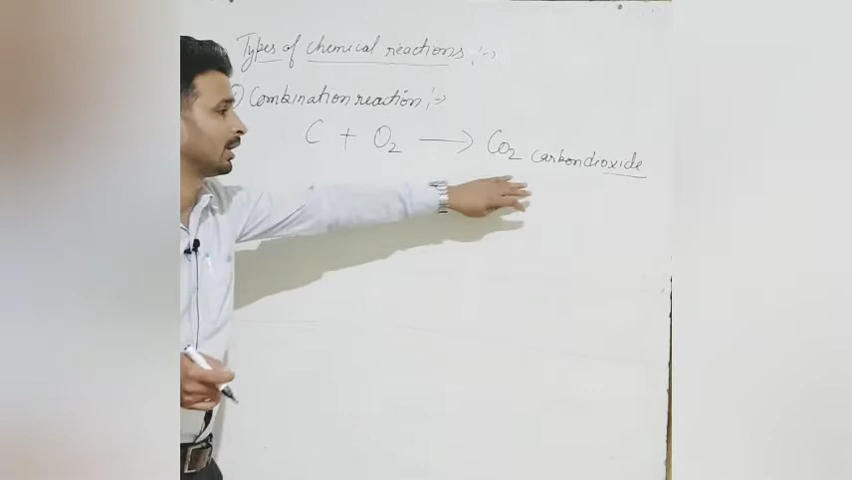 Types of chemical reactions :->
1) Combination reaction :->
C + O2 → CO2 carbondioxide